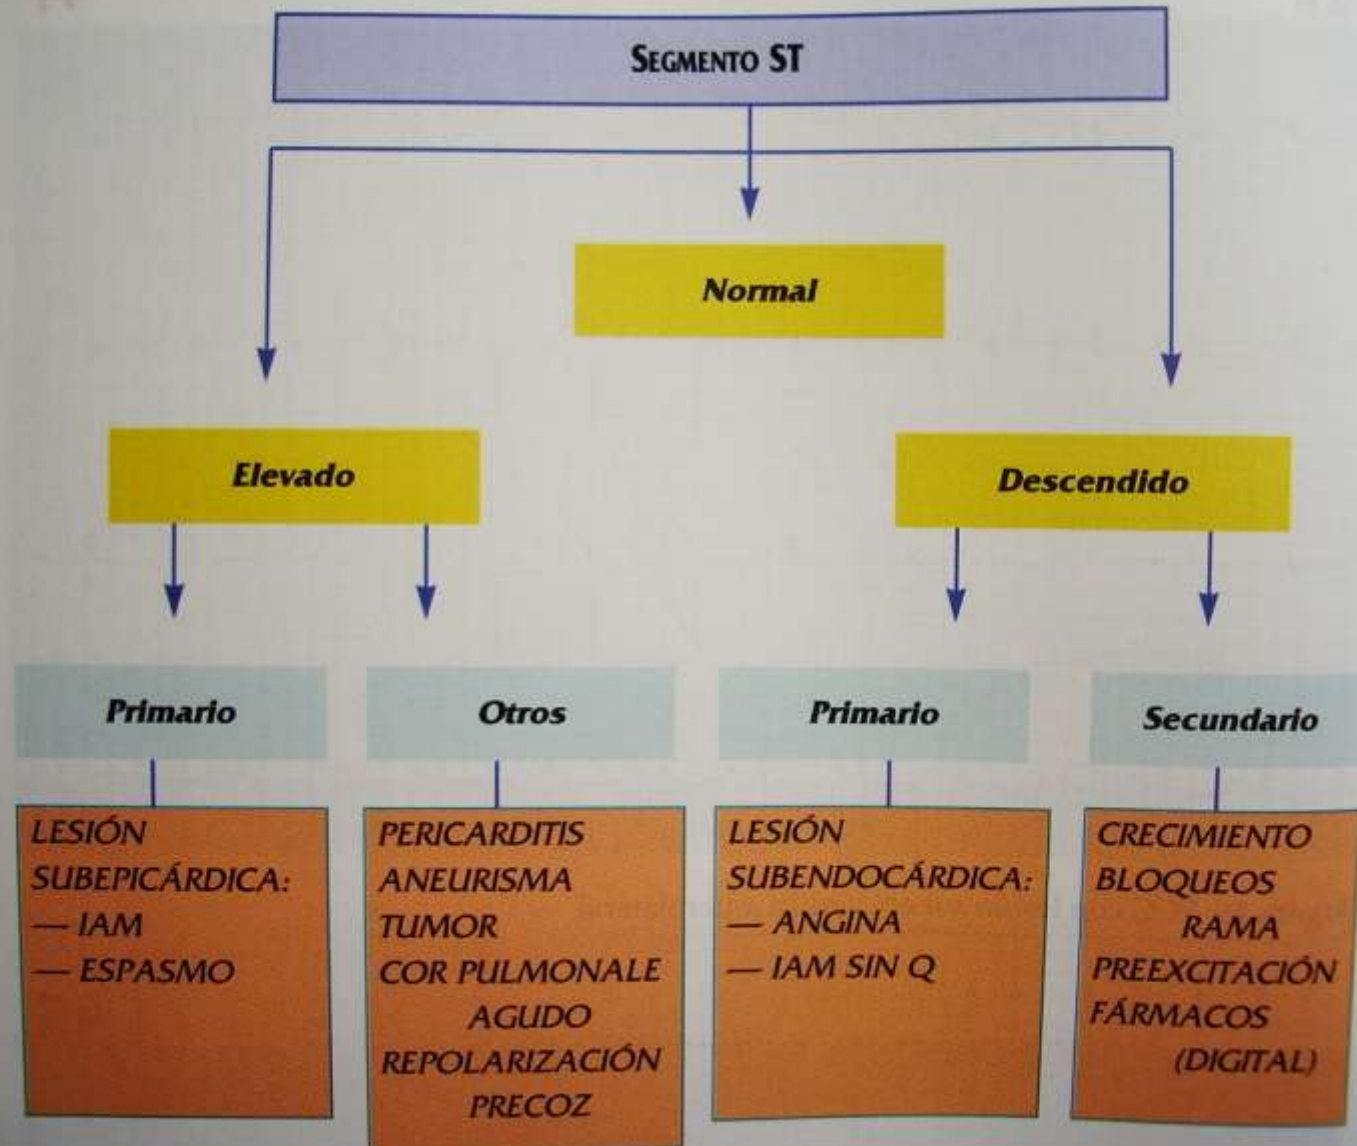 SEGMENTO ST
Normal
Elevado
Descendido
Primario
Otros
Primario
Secundario
LESIÓN
SUBEPICÁRDICA:
— IAM
— ESPASMO
PERICARDITIS
ANEURISMA
TUMOR
COR PULMONALE
AGUDO
REPOLARIZACIÓN
PRECOZ
LESIÓN
SUBENDOCÁRDICA:
— ANGINA
— IAM SIN Q
CRECIMIENTO
BLOQUEOS
RAMA
PREEXCITACIÓN
FÁRMACOS
(DIGITAL)